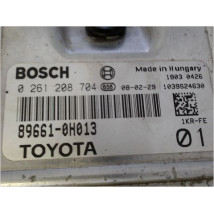 BOSCH Made in Hungary
1803 0426
0 261 208 704 08-02-29 1039S24630
89661-0H013 1KR-FE
TOYOTA 01